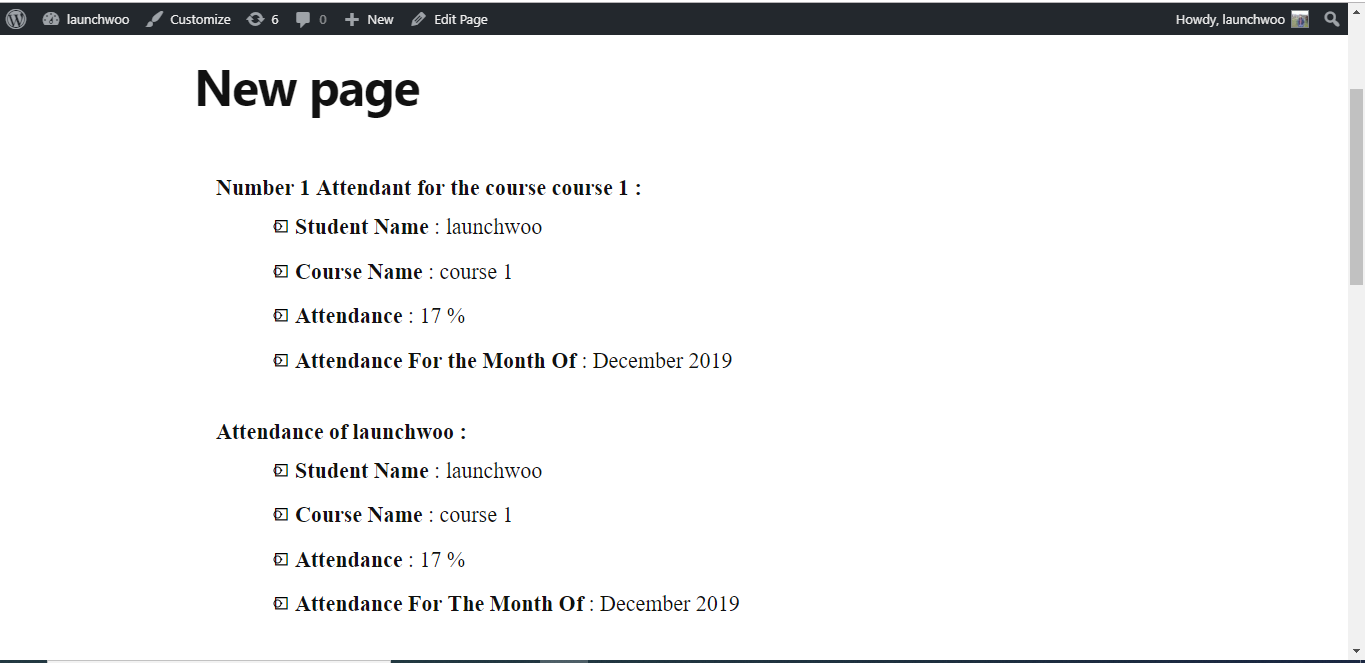 launchwoo Customize 6 0 New Edit Page Howdy, launchwoo
New page
Number 1 Attendant for the course course 1 :
Student Name : launchwoo
Course Name : course 1
Attendance : 17 %
Attendance For the Month Of : December 2019
Attendance of launchwoo :
Student Name : launchwoo
Course Name : course 1
Attendance : 17 %
Attendance For The Month Of : December 2019